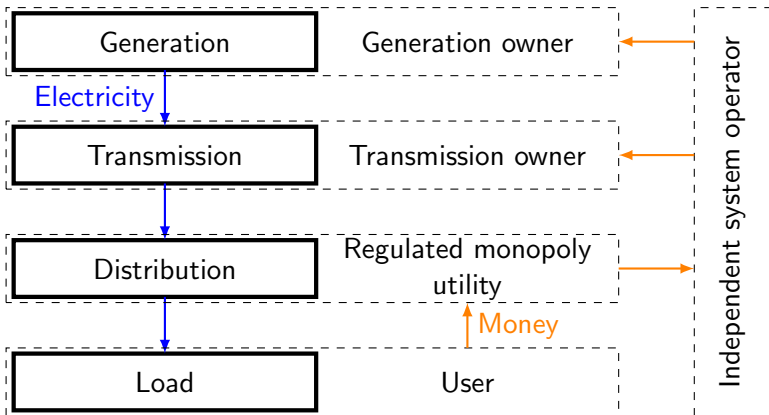 Generation
Generation owner
Electricity
Transmission
Transmission owner
Distribution
Regulated monopoly
utility
Money
Load
User
Independent system operator